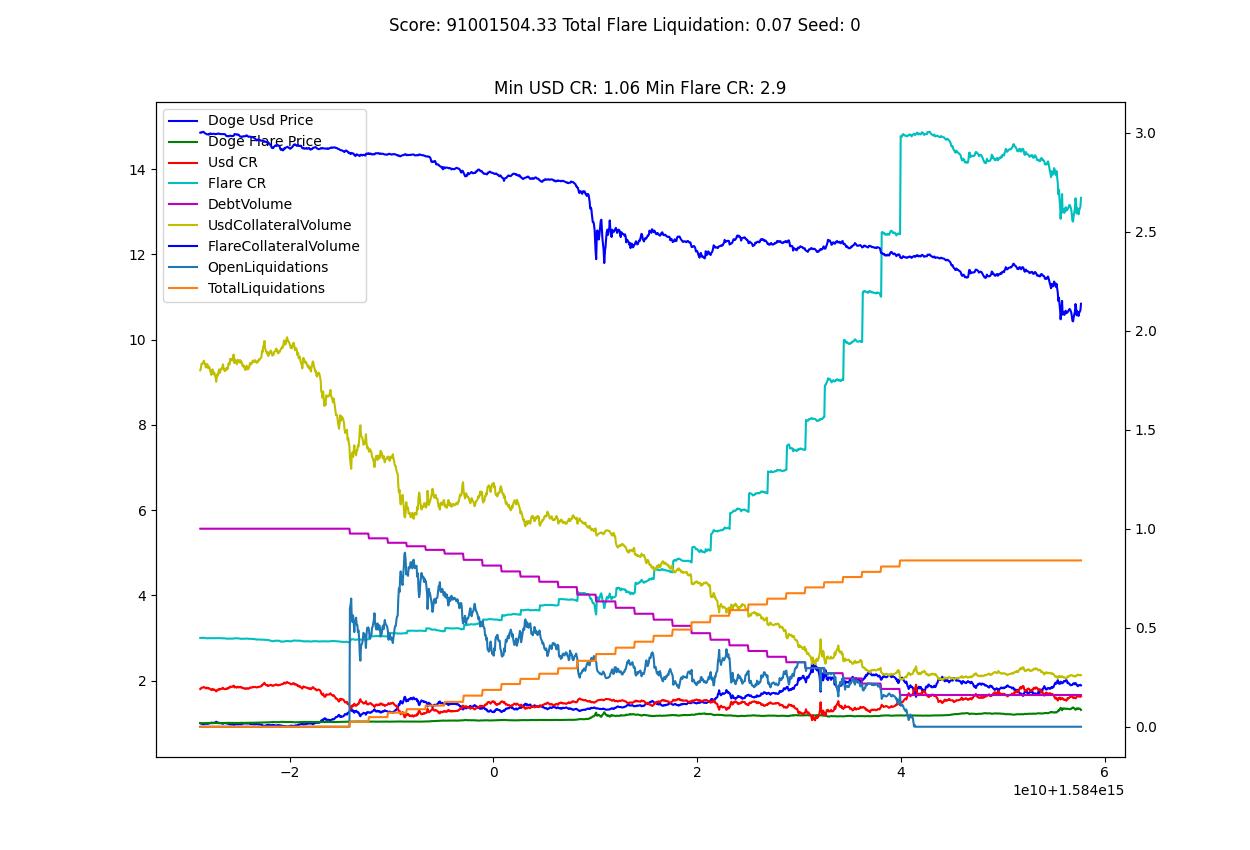 Score: 91001504.33 Total Flare Liquidation: 0.07 Seed: 0
Min USD CR: 1.06 Min Flare CR: 2.9
Doge Usd Price
Doge Flare Price
Usd CR
Flare CR
DebtVolume
UsdCollateralVolume
FlareCollateralVolume
OpenLiquidations
TotalLiquidations
14
12
10
8
6
4
2
3.0
2.5
2.0
1.5
1.0
0.5
0.0
−2
0
2
4
6
1e10+1.584e15